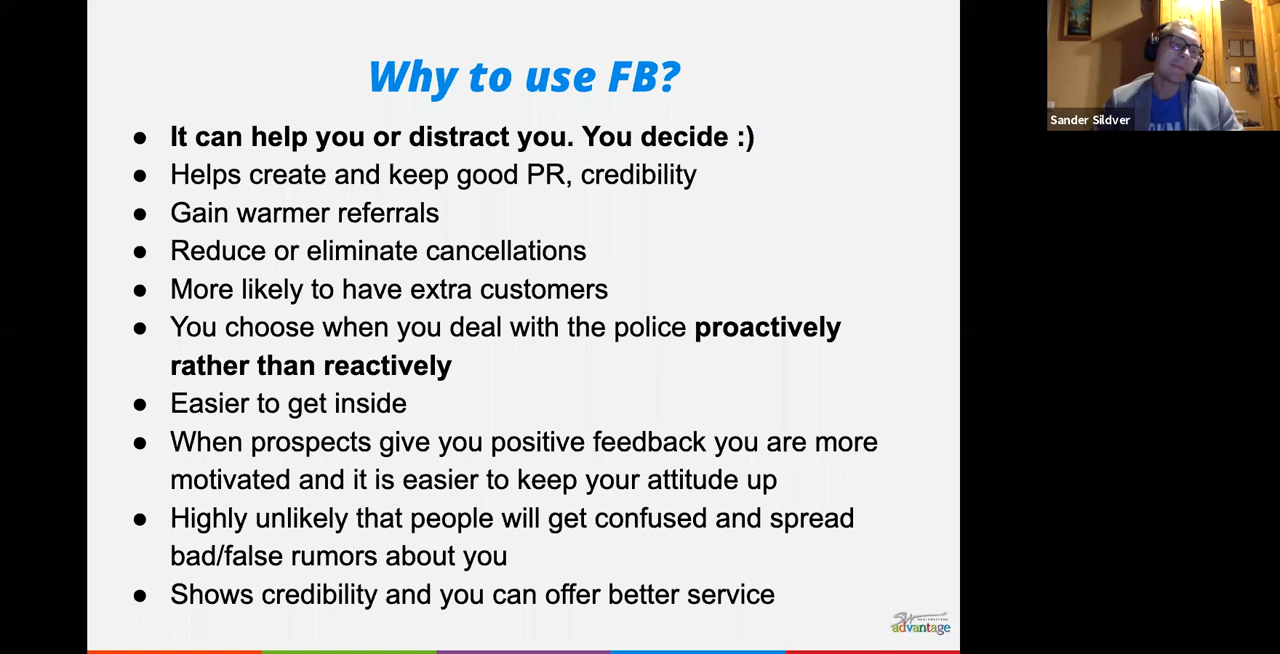 Why to use FB?
● It can help you or distract you. You decide :)
● Helps create and keep good PR, credibility
● Gain warmer referrals
● Reduce or eliminate cancellations
● More likely to have extra customers
● You choose when you deal with the police proactively
rather than reactively
● Easier to get inside
● When prospects give you positive feedback you are more
motivated and it is easier to keep your attitude up
● Highly unlikely that people will get confused and spread
bad/false rumors about you
● Shows credibility and you can offer better service
advantage
Sander Sildver